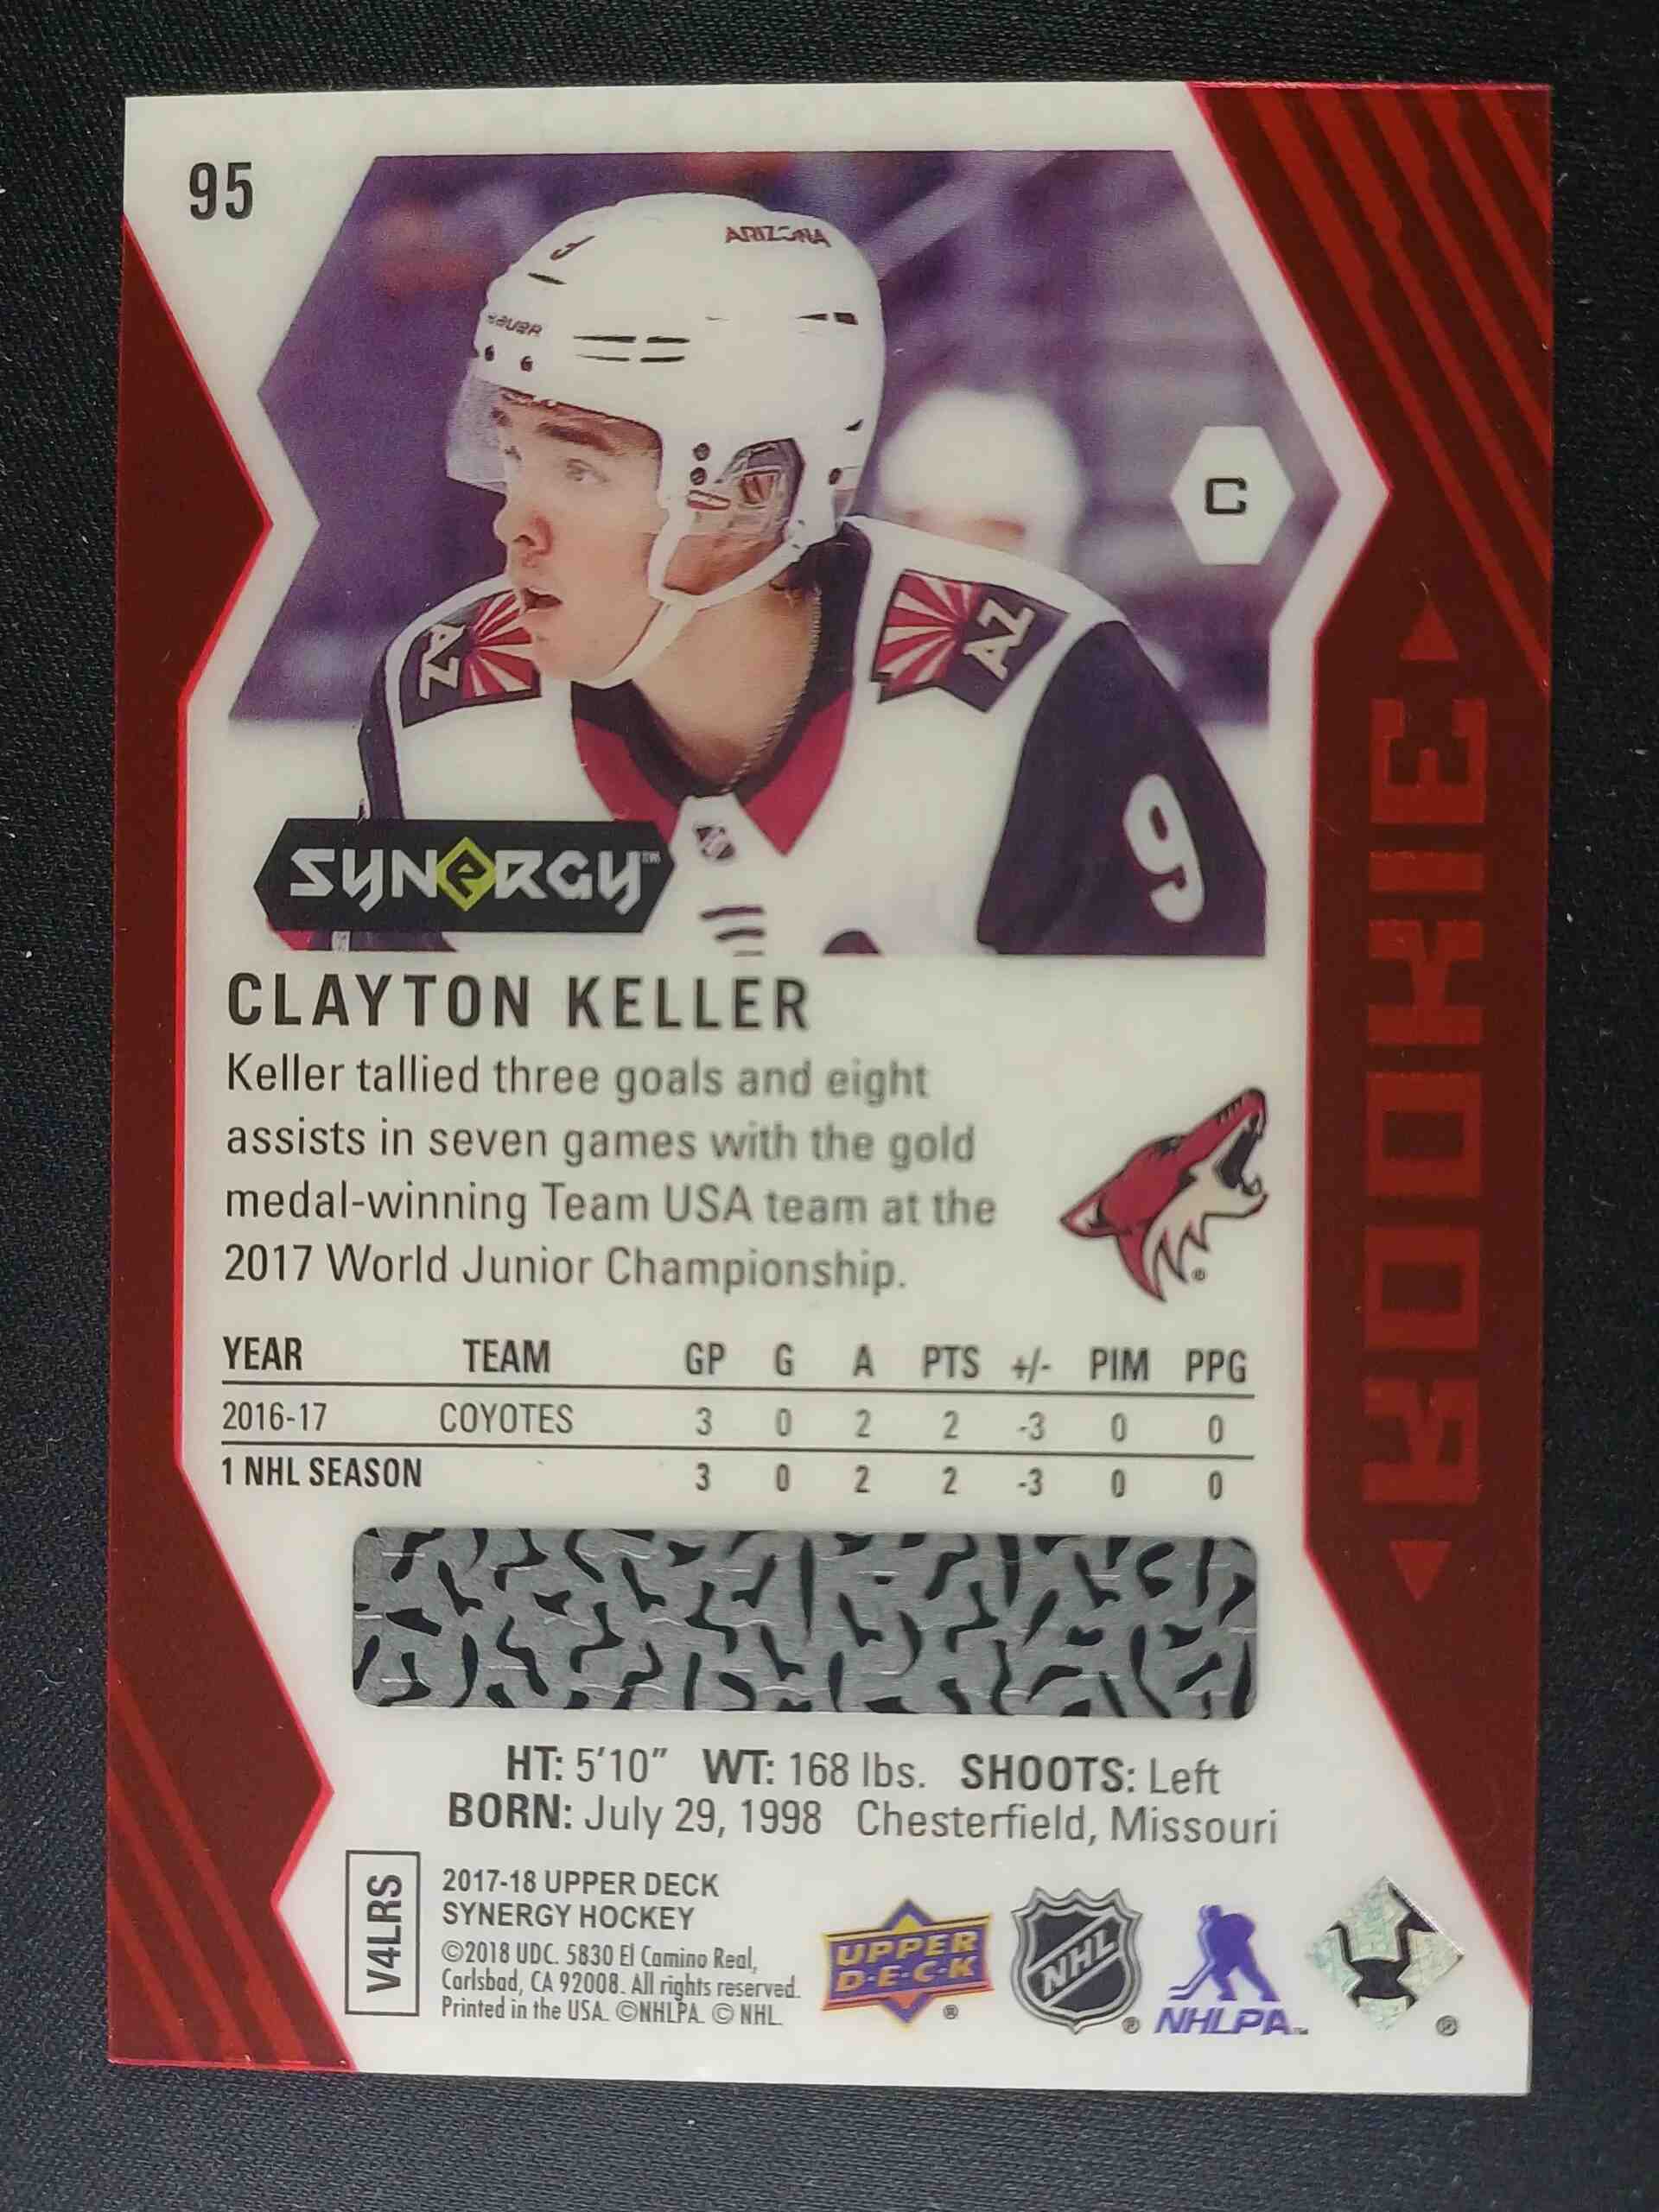 95
ARIZONA
BAUER
C
AZ
AZ
9
SYNERGY™
ROOKIE
CLAYTON KELLER
Keller tallied three goals and eight
assists in seven games with the gold
medal-winning Team USA team at the
2017 World Junior Championship.
YEAR TEAM GP G A PTS +/- PIM PPG
2016-17 COYOTES 3 0 2 2 -3 0 0
1 NHL SEASON 3 0 2 2 -3 0 0
HT: 5'10" WT: 168 lbs. SHOOTS: Left
BORN: July 29, 1998 Chesterfield, Missouri
V4LRS
2017-18 UPPER DECK
SYNERGY HOCKEY
©2018 UDC. 5830 El Camino Real,
Carlsbad, CA 92008. All rights reserved.
Printed in the USA. ©NHLPA. © NHL.
UPPER
D·E·C·K
®
NHL
®
NHLPA™
®
®